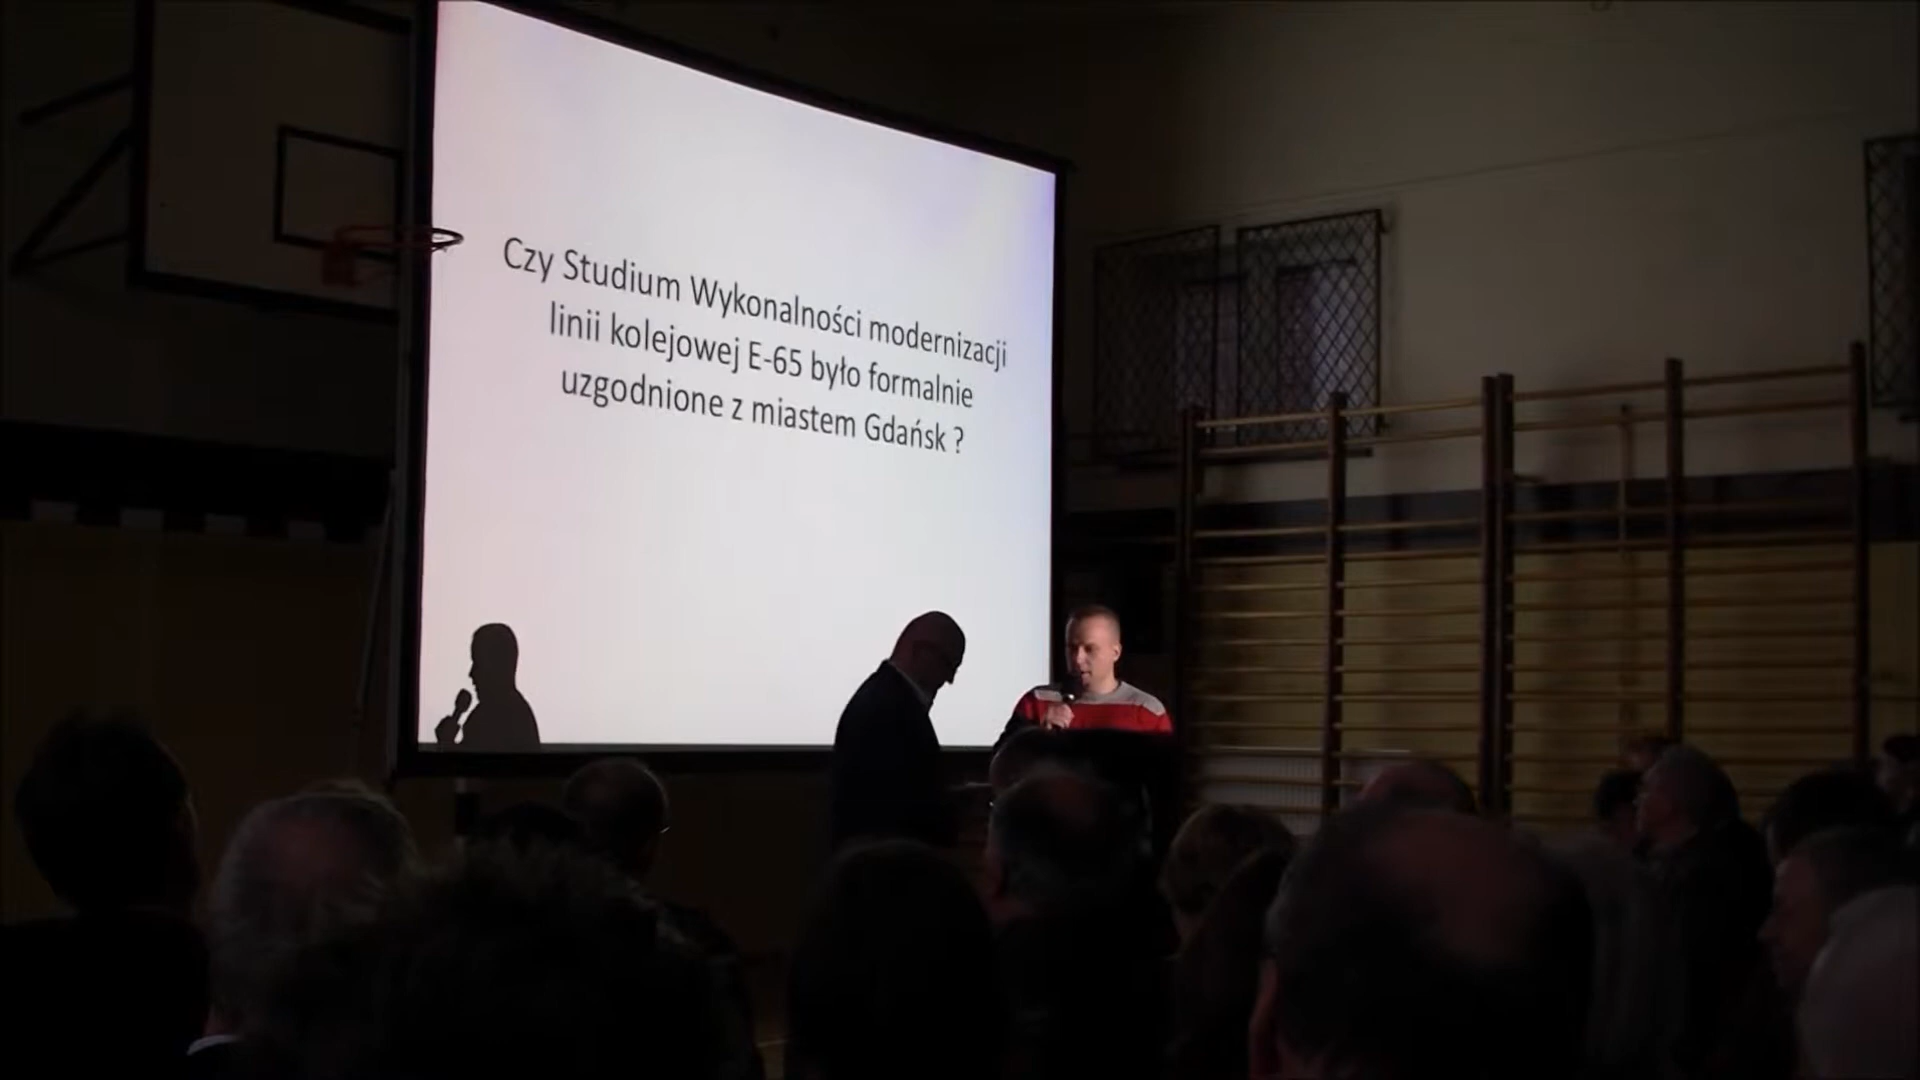 Czy Studium Wykonalności modernizacji
linii kolejowej E-65 było formalnie
uzgodnione z miastem Gdańsk ?